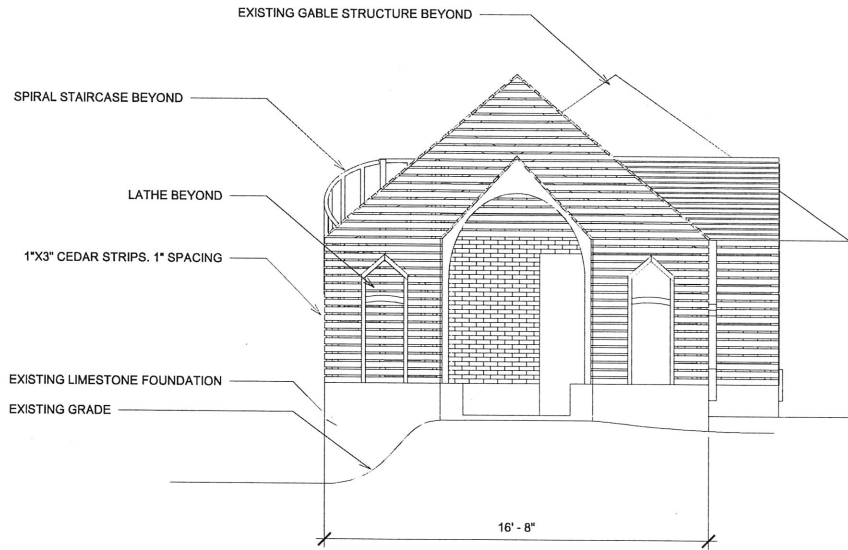 EXISTING GABLE STRUCTURE BEYOND
SPIRAL STAIRCASE BEYOND
LATHE BEYOND
1"X3" CEDAR STRIPS. 1" SPACING
EXISTING LIMESTONE FOUNDATION
EXISTING GRADE
16' - 8"